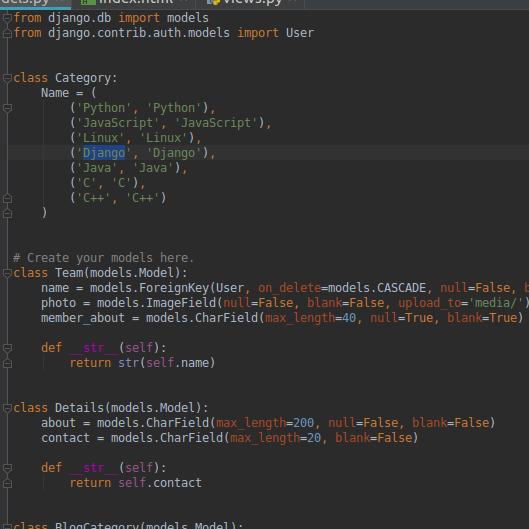 index.html views.py
from django.db import models
from django.contrib.auth.models import User
class Category:
    Name = (
        ('Python', 'Python'),
        ('JavaScript', 'JavaScript'),
        ('Linux', 'Linux'),
        ('Django', 'Django'),
        ('Java', 'Java'),
        ('C', 'C'),
        ('C++', 'C++')
    )
# Create your models here.
class Team(models.Model):
    name = models.ForeignKey(User, on_delete=models.CASCADE, null=False,
    photo = models.ImageField(null=False, blank=False, upload_to='media/')
    member_about = models.CharField(max_length=40, null=True, blank=True)
    def __str__(self):
        return str(self.name)
class Details(models.Model):
    about = models.CharField(max_length=200, null=False, blank=False)
    contact = models.CharField(max_length=20, blank=False)
    def __str__(self):
        return self.contact
class BlogCategory(models.Model):